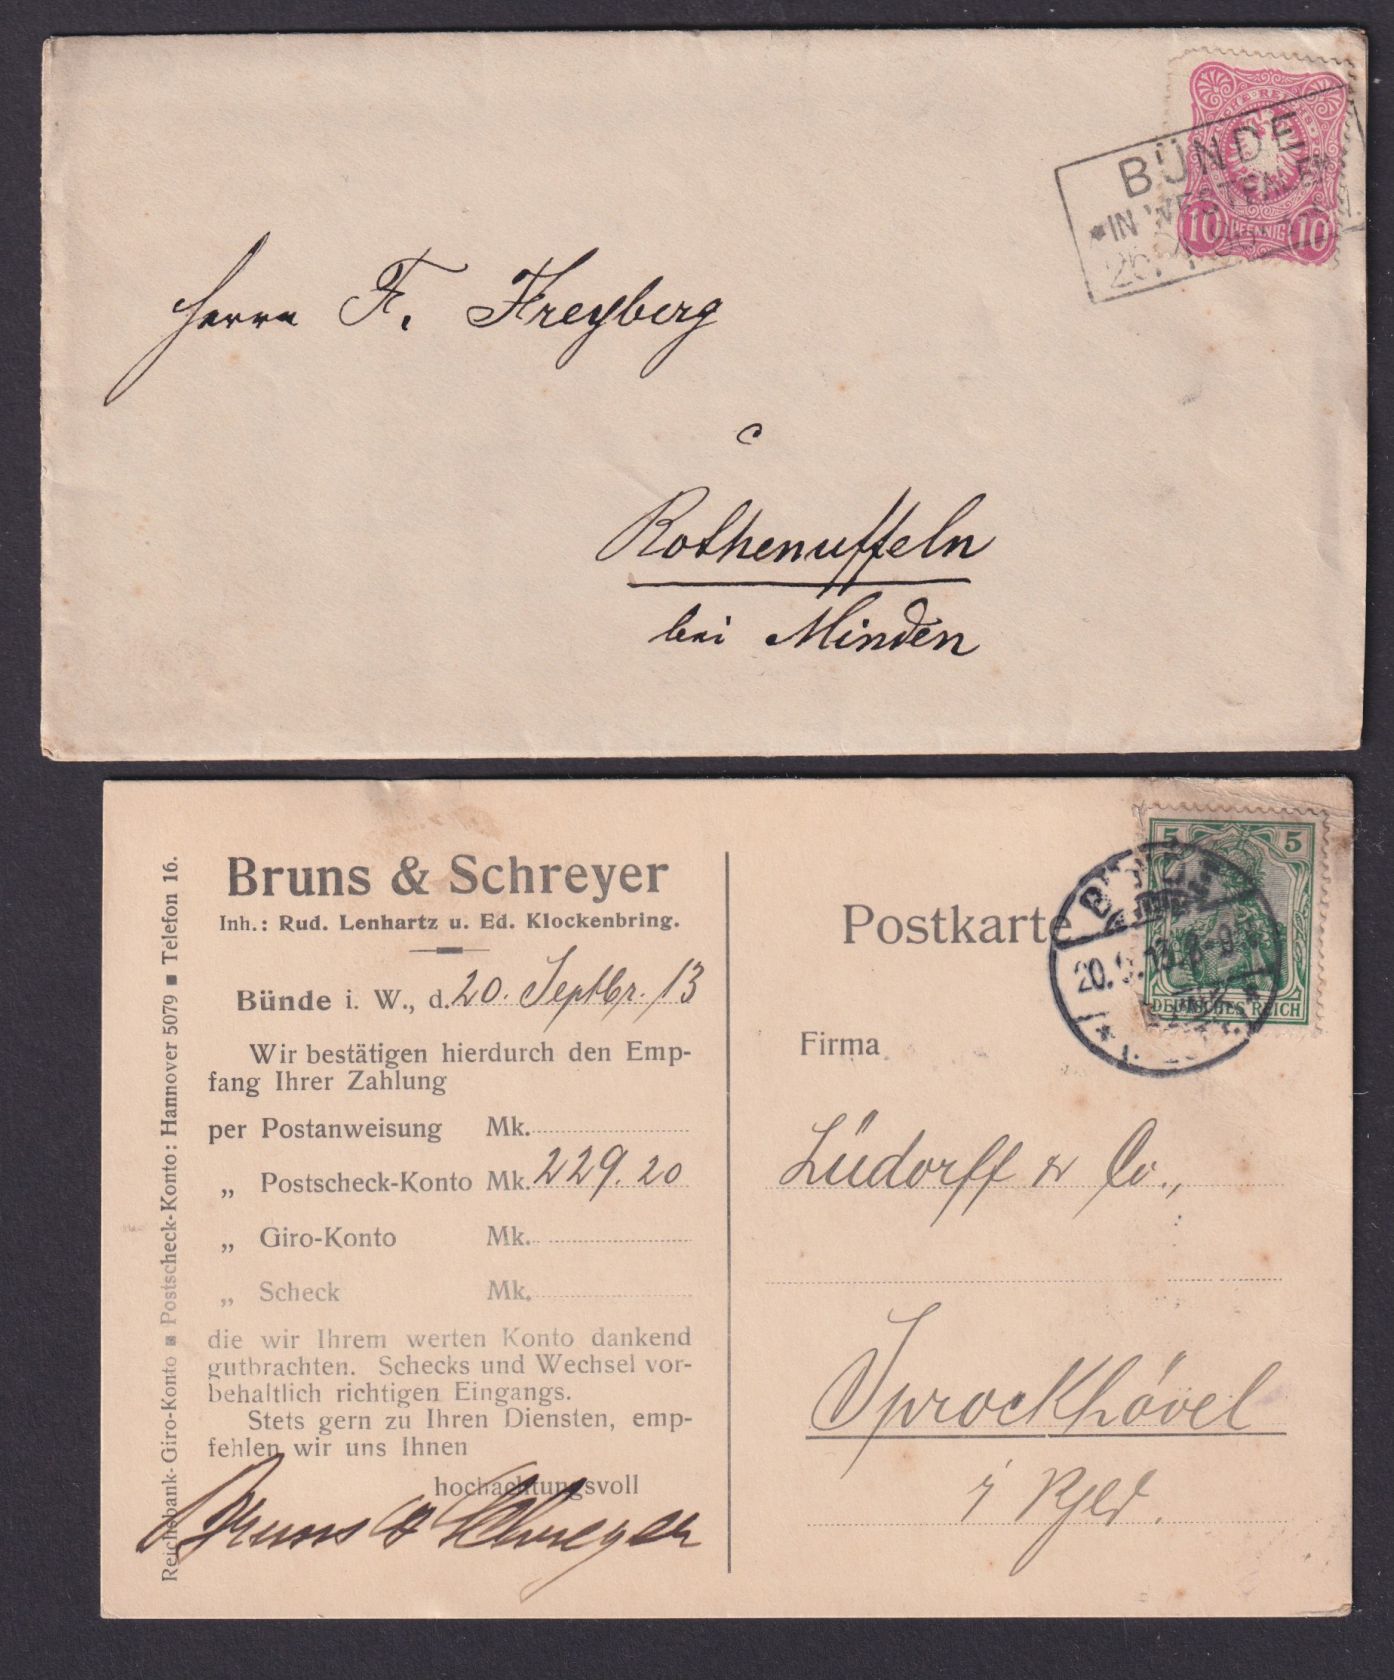 BÜNDE
*IN WESTFALEN
10 PFENNIG 10
Herrn F. Freyberg
Rothenuffeln
bei Minden
Bruns & Schreyer
Inh.: Rud. Lenhartz u. Ed. Klockenbring.
Bünde i. W., d. 20. Septbr. 13
Wir bestätigen hierdurch den Emp-
fang Ihrer Zahlung
per Postanweisung Mk.
„ Postscheck-Konto Mk. 229.20
„ Giro-Konto Mk.
„ Scheck Mk.
die wir Ihrem werten Konto dankend
gutbrachten. Schecks und Wechsel vor-
behaltlich richtigen Eingangs.
Stets gern zu Ihren Diensten, emp-
fehlen wir uns Ihnen
hochachtungsvoll
Bruns & Schreyer
Reichsbank-Giro-Konto ■ Postscheck-Konto: Hannover 5079 ■ Telefon 16.
Postkarte
5 5
DEUTSCHES REICH
Firma
Lüdorff & Co.,
Sprockhövel